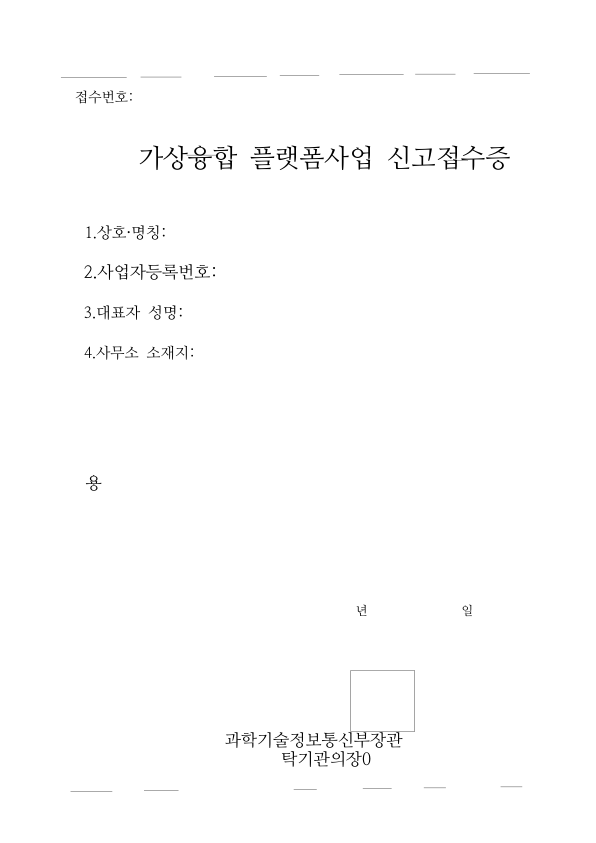 접수번호:
가상융합 플랫폼사업 신고접수증
1.상호·명칭:
2.사업자등록번호:
3.대표자 성명:
4.사무소 소재지:
용
년 일
과학기술정보통신부장관
탁기관의장0